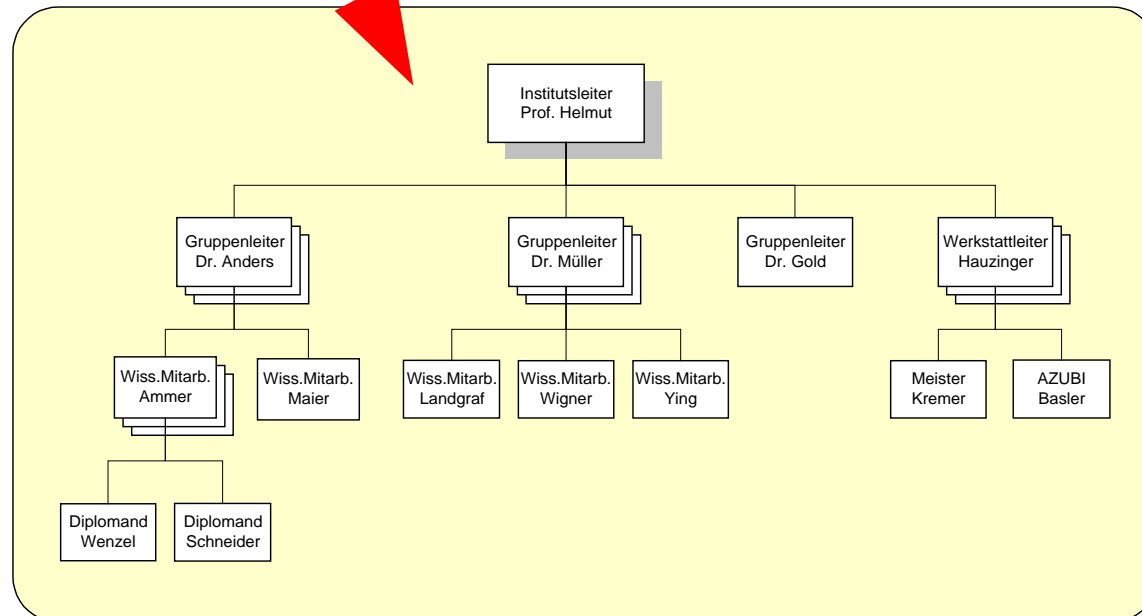 Institutsleiter
Prof. Helmut
Gruppenleiter
Dr. Anders
Gruppenleiter
Dr. Müller
Gruppenleiter
Dr. Gold
Werkstattleiter
Hauzinger
Wiss.Mitarb.
Ammer
Wiss.Mitarb.
Maier
Wiss.Mitarb.
Landgraf
Wiss.Mitarb.
Wigner
Wiss.Mitarb.
Ying
Meister
Kremer
AZUBI
Basler
Diplomand
Wenzel
Diplomand
Schneider